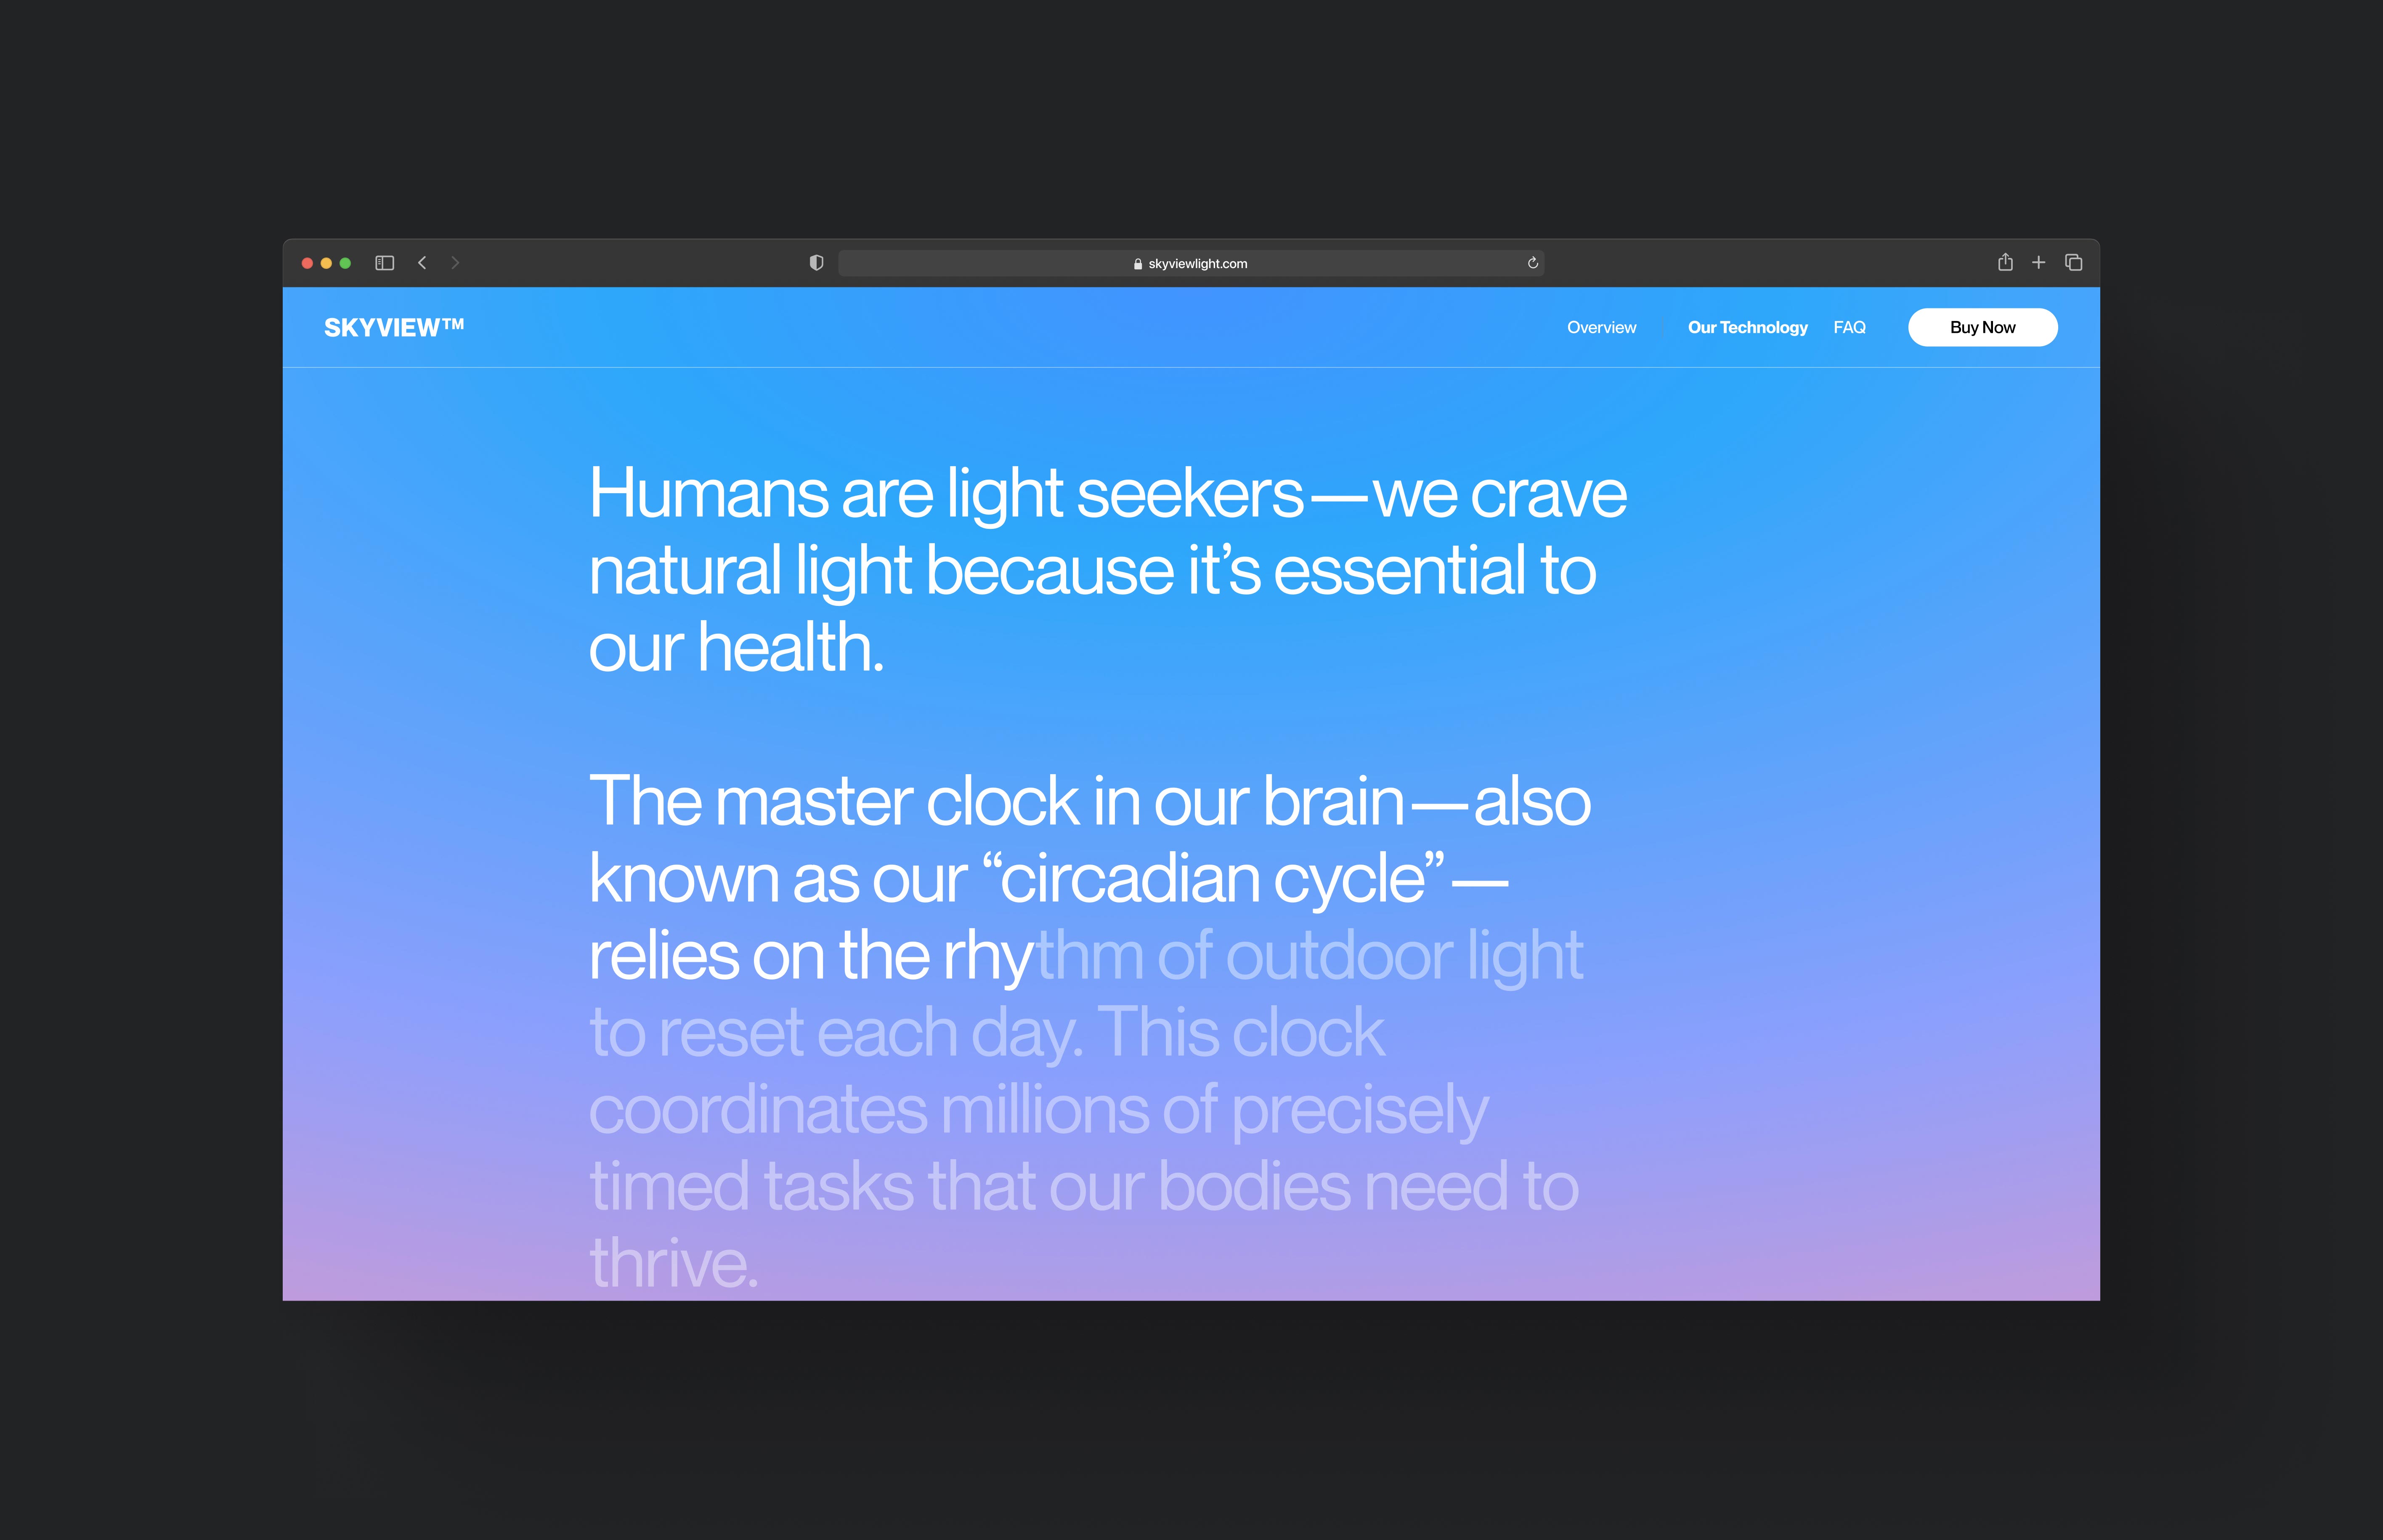 skyviewlight.com
SKYVIEW™
Overview
Our Technology
FAQ
Buy Now
Humans are light seekers—we crave
natural light because it’s essential to
our health.
The master clock in our brain—also
known as our “circadian cycle”—
relies on the rhythm of outdoor light
to reset each day. This clock
coordinates millions of precisely
timed tasks that our bodies need to
thrive.